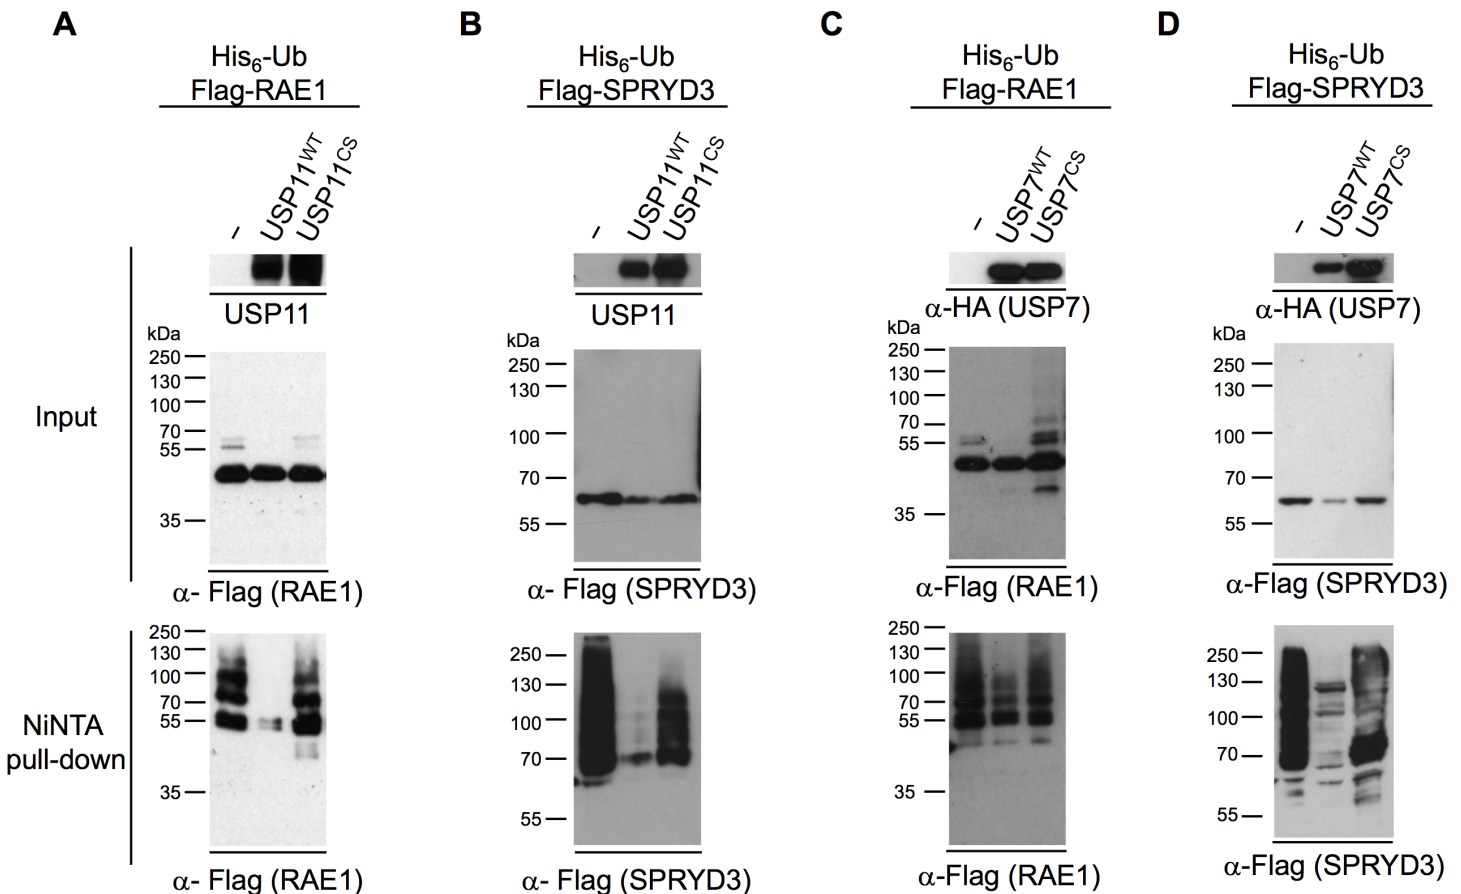 A
His6-Ub
Flag-RAE1
–
USP11WT
USP11CS
USP11
kDa
250
130
100
70
55
35
Input
α- Flag (RAE1)
250
130
100
70
55
35
NiNTA
pull-down
α- Flag (RAE1)
B
His6-Ub
Flag-SPRYD3
–
USP11WT
USP11CS
USP11
kDa
250
130
100
70
55
α- Flag (SPRYD3)
250
130
100
70
55
α- Flag (SPRYD3)
C
His6-Ub
Flag-RAE1
–
USP7WT
USP7CS
α-HA (USP7)
kDa
250
130
100
70
55
35
α-Flag (RAE1)
250
130
100
70
55
35
α-Flag (RAE1)
D
His6-Ub
Flag-SPRYD3
–
USP7WT
USP7CS
α-HA (USP7)
kDa
250
130
100
70
55
α-Flag (SPRYD3)
250
130
100
70
55
α-Flag (SPRYD3)